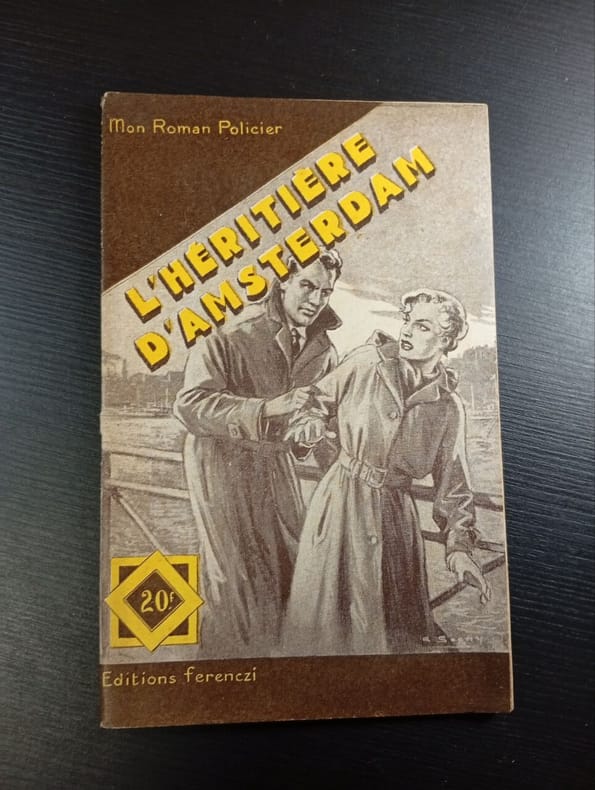 Mon Roman Policier
L'HÉRITIÈRE
D'AMSTERDAM
20F.
Editions ferenczi